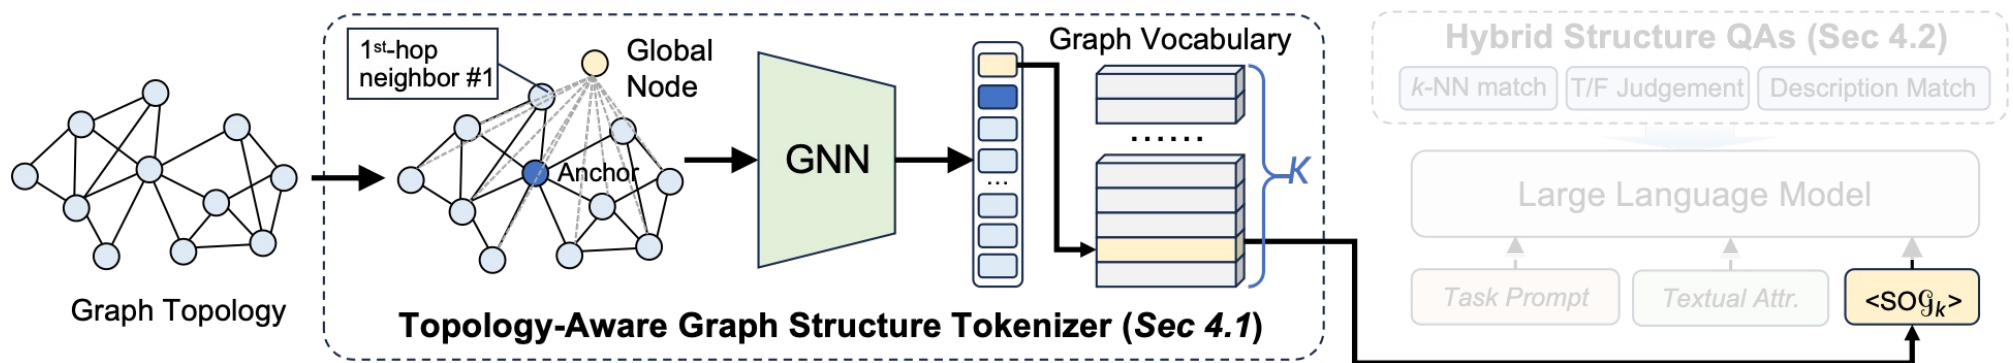 1st-hop
neighbor #1
Global
Node
Anchor
Graph Topology
GNN
Graph Vocabulary
......
...
K
Topology-Aware Graph Structure Tokenizer (Sec 4.1)
Hybrid Structure QAs (Sec 4.2)
k-NN match
T/F Judgement
Description Match
Large Language Model
Task Prompt
Textual Attr.
<SO𝒢k>